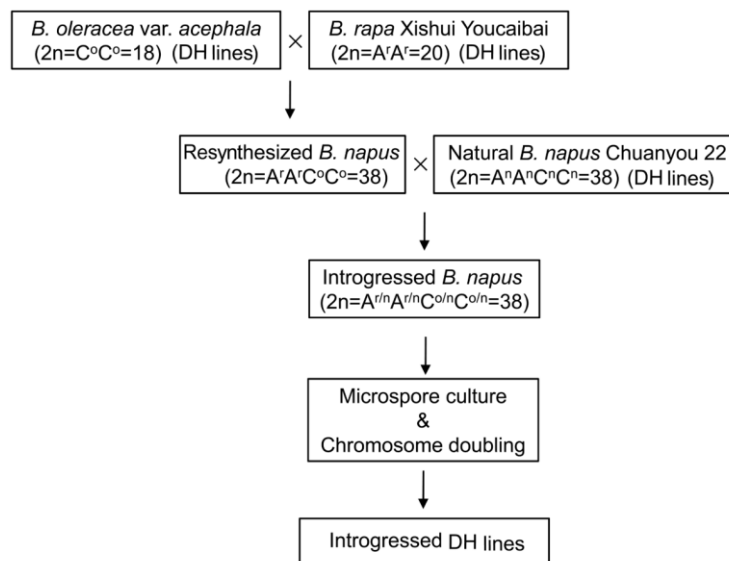 B. oleracea var. acephala
(2n=CᵒCᵒ=18) (DH lines)
×
B. rapa Xishui Youcaibai
(2n=AʳAʳ=20) (DH lines)
Resynthesized B. napus
(2n=AʳAʳCᵒCᵒ=38)
×
Natural B. napus Chuanyou 22
(2n=AⁿAⁿCⁿCⁿ=38) (DH lines)
Introgressed B. napus
(2n=Aʳ/ⁿAʳ/ⁿCᵒ/ⁿCᵒ/ⁿ=38)
Microspore culture
&
Chromosome doubling
Introgressed DH lines